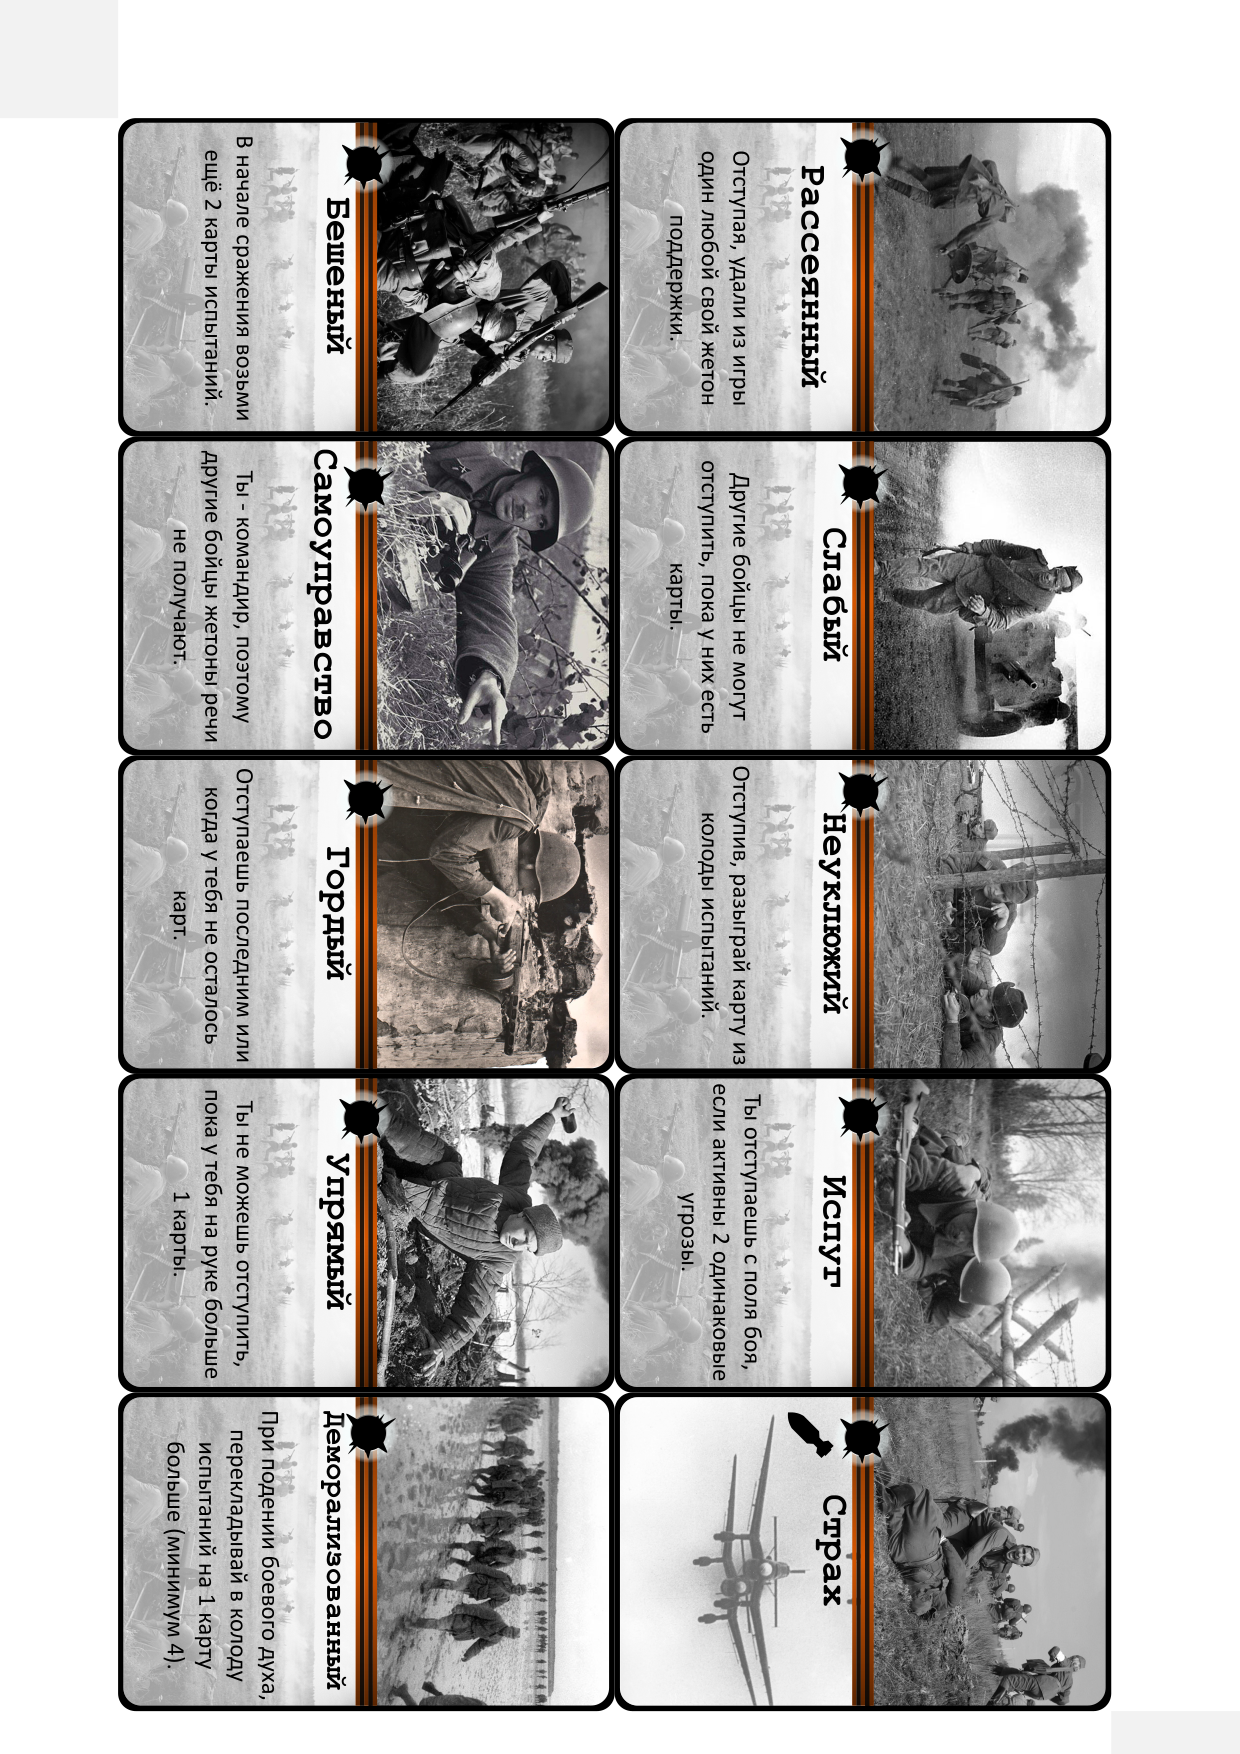 Рассеянный
Отступая, удали из игры
один любой свой жетон
поддержки.
Слабый
Другие бойцы не могут
отступить, пока у них есть
карты.
Неуклюжий
Отступив, разыграй карту из
колоды испытаний.
Испуг
Ты отступаешь с поля боя,
если активны 2 одинаковые
угрозы.
Страх
Бешеный
В начале сражения возьми
ещё 2 карты испытаний.
Самоуправство
Ты - командир, поэтому
другие бойцы жетоны речи
не получают.
Гордый
Отступаешь последним или
когда у тебя не осталось
карт.
Упрямый
Ты не можешь отступить,
пока у тебя на руке больше
1 карты.
Деморализованный
При подении боевого духа,
перекладывай в колоду
испытаний на 1 карту
больше (минимум 4).